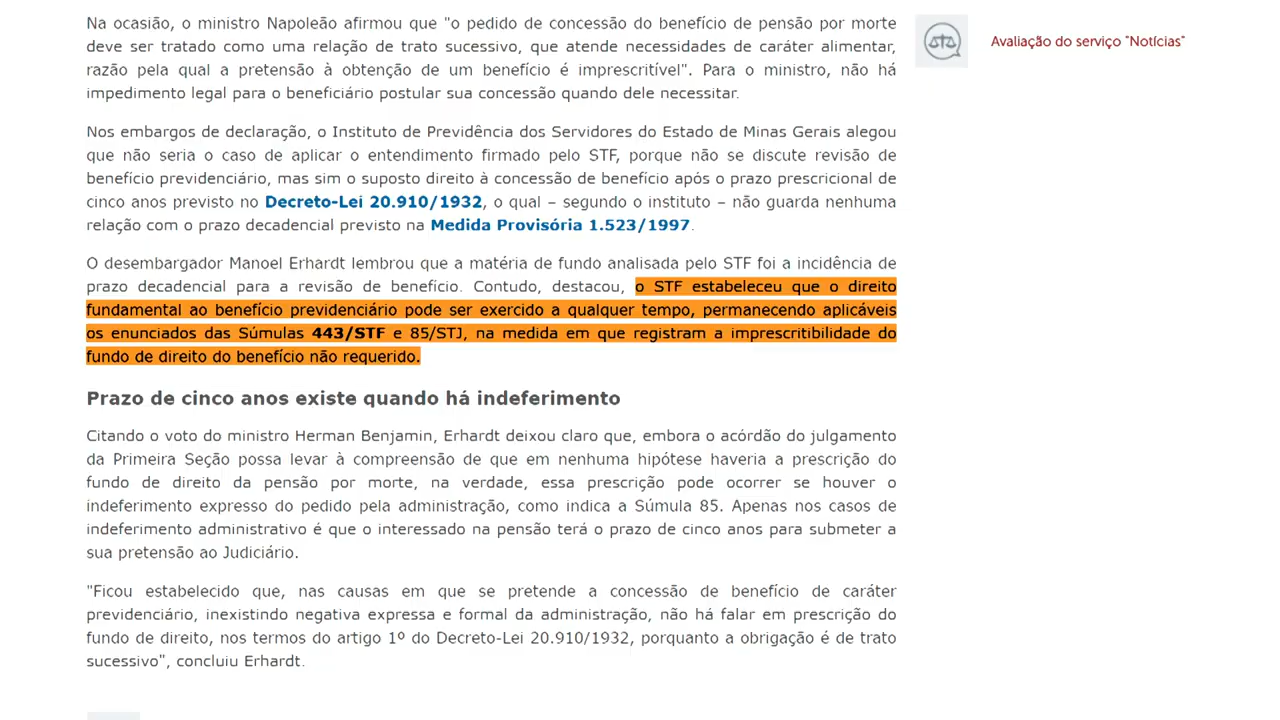 Na ocasião, o ministro Napoleão afirmou que "o pedido de concessão do benefício de pensão por morte
deve ser tratado como uma relação de trato sucessivo, que atende necessidades de caráter alimentar,
razão pela qual a pretensão à obtenção de um benefício é imprescritível". Para o ministro, não há
impedimento legal para o beneficiário postular sua concessão quando dele necessitar.
Avaliação do serviço "Notícias"
Nos embargos de declaração, o Instituto de Previdência dos Servidores do Estado de Minas Gerais alegou
que não seria o caso de aplicar o entendimento firmado pelo STF, porque não se discute revisão de
benefício previdenciário, mas sim o suposto direito à concessão de benefício após o prazo prescricional de
cinco anos previsto no Decreto-Lei 20.910/1932, o qual – segundo o instituto – não guarda nenhuma
relação com o prazo decadencial previsto na Medida Provisória 1.523/1997.
O desembargador Manoel Erhardt lembrou que a matéria de fundo analisada pelo STF foi a incidência de
prazo decadencial para a revisão de benefício. Contudo, destacou, o STF estabeleceu que o direito
fundamental ao benefício previdenciário pode ser exercido a qualquer tempo, permanecendo aplicáveis
os enunciados das Súmulas 443/STF e 85/STJ, na medida em que registram a imprescritibilidade do
fundo de direito do benefício não requerido.
Prazo de cinco anos existe quando há indeferimento
Citando o voto do ministro Herman Benjamin, Erhardt deixou claro que, embora o acórdão do julgamento
da Primeira Seção possa levar à compreensão de que em nenhuma hipótese haveria a prescrição do
fundo de direito da pensão por morte, na verdade, essa prescrição pode ocorrer se houver o
indeferimento expresso do pedido pela administração, como indica a Súmula 85. Apenas nos casos de
indeferimento administrativo é que o interessado na pensão terá o prazo de cinco anos para submeter a
sua pretensão ao Judiciário.
"Ficou estabelecido que, nas causas em que se pretende a concessão de benefício de caráter
previdenciário, inexistindo negativa expressa e formal da administração, não há falar em prescrição do
fundo de direito, nos termos do artigo 1º do Decreto-Lei 20.910/1932, porquanto a obrigação é de trato
sucessivo", concluiu Erhardt.